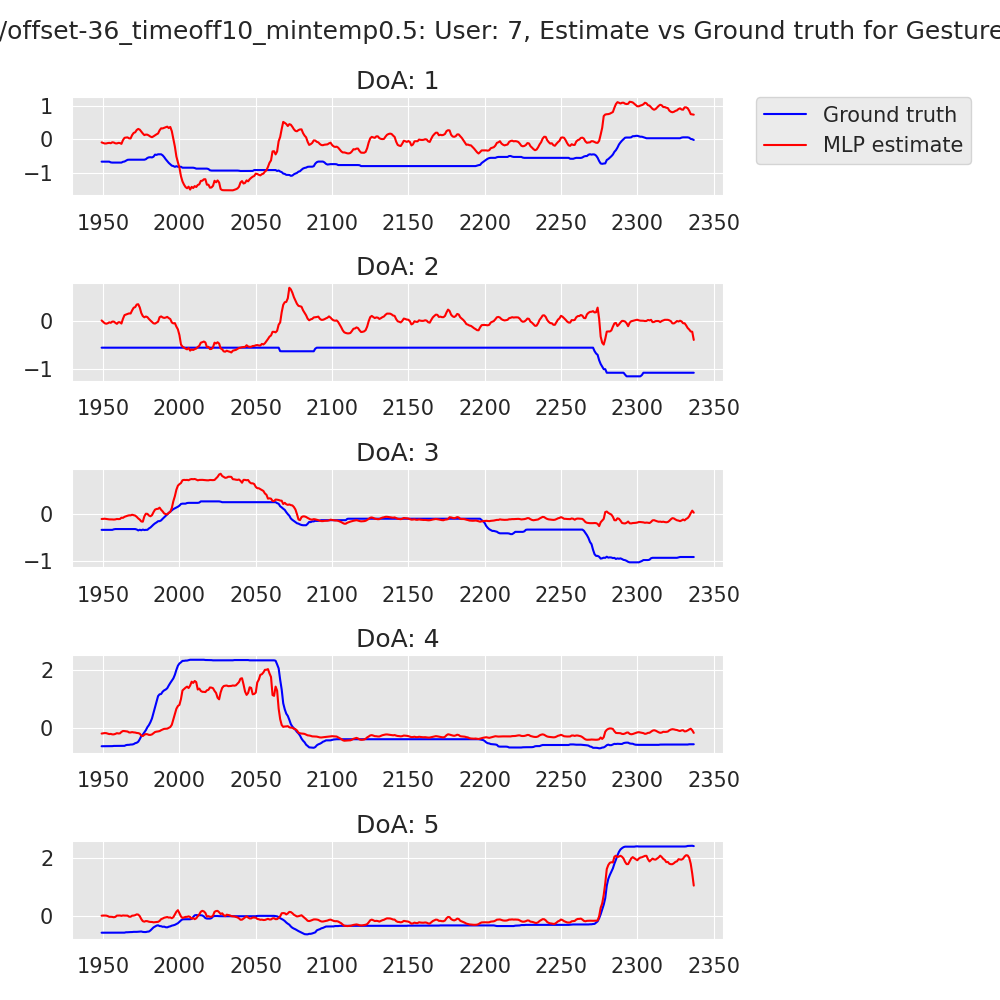 /offset-36_timeoff10_mintemp0.5: User: 7, Estimate vs Ground truth for Gesture
DoA: 1
1
0
−1
1950 2000 2050 2100 2150 2200 2250 2300 2350
Ground truth
MLP estimate
DoA: 2
0
−1
1950 2000 2050 2100 2150 2200 2250 2300 2350
DoA: 3
0
−1
1950 2000 2050 2100 2150 2200 2250 2300 2350
DoA: 4
2
0
1950 2000 2050 2100 2150 2200 2250 2300 2350
DoA: 5
2
0
1950 2000 2050 2100 2150 2200 2250 2300 2350